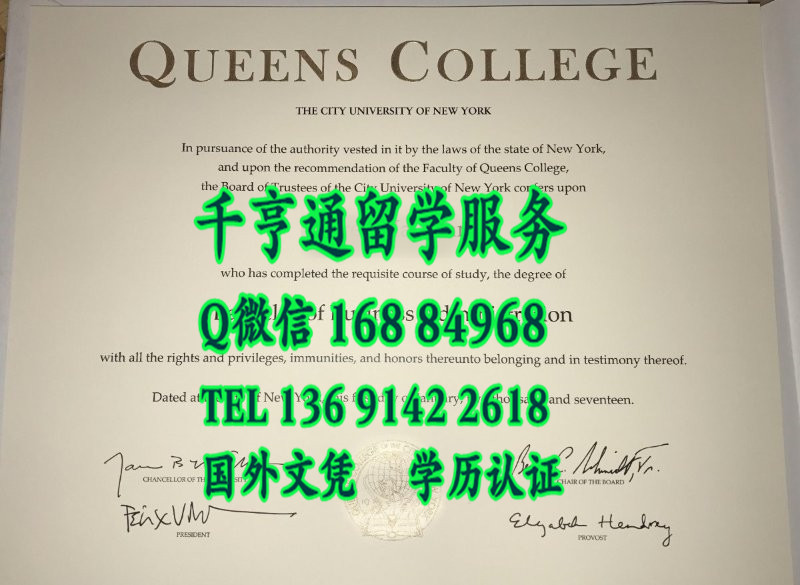 QUEENS COLLEGE
THE CITY UNIVERSITY OF NEW YORK
In pursuance of the authority vested in it by the laws of the state of New York,
and upon the recommendation of the Faculty of Queens College,
the Board of Trustees of the City University of New York confers upon
千亨通留学服务
who has completed the requisite course of study, the degree of
of
Q微信 168 84968
with all the rights and privileges, immunities, and honors thereunto belonging and in testimony thereof.
TEL 136 9142 2618
Dated at of New and seventeen.
国外文凭 学历认证
CHANCELLOR OF THE
CHAIR OF THE BOARD
PRESIDENT
Elizabeth Hendrey
PROVOST